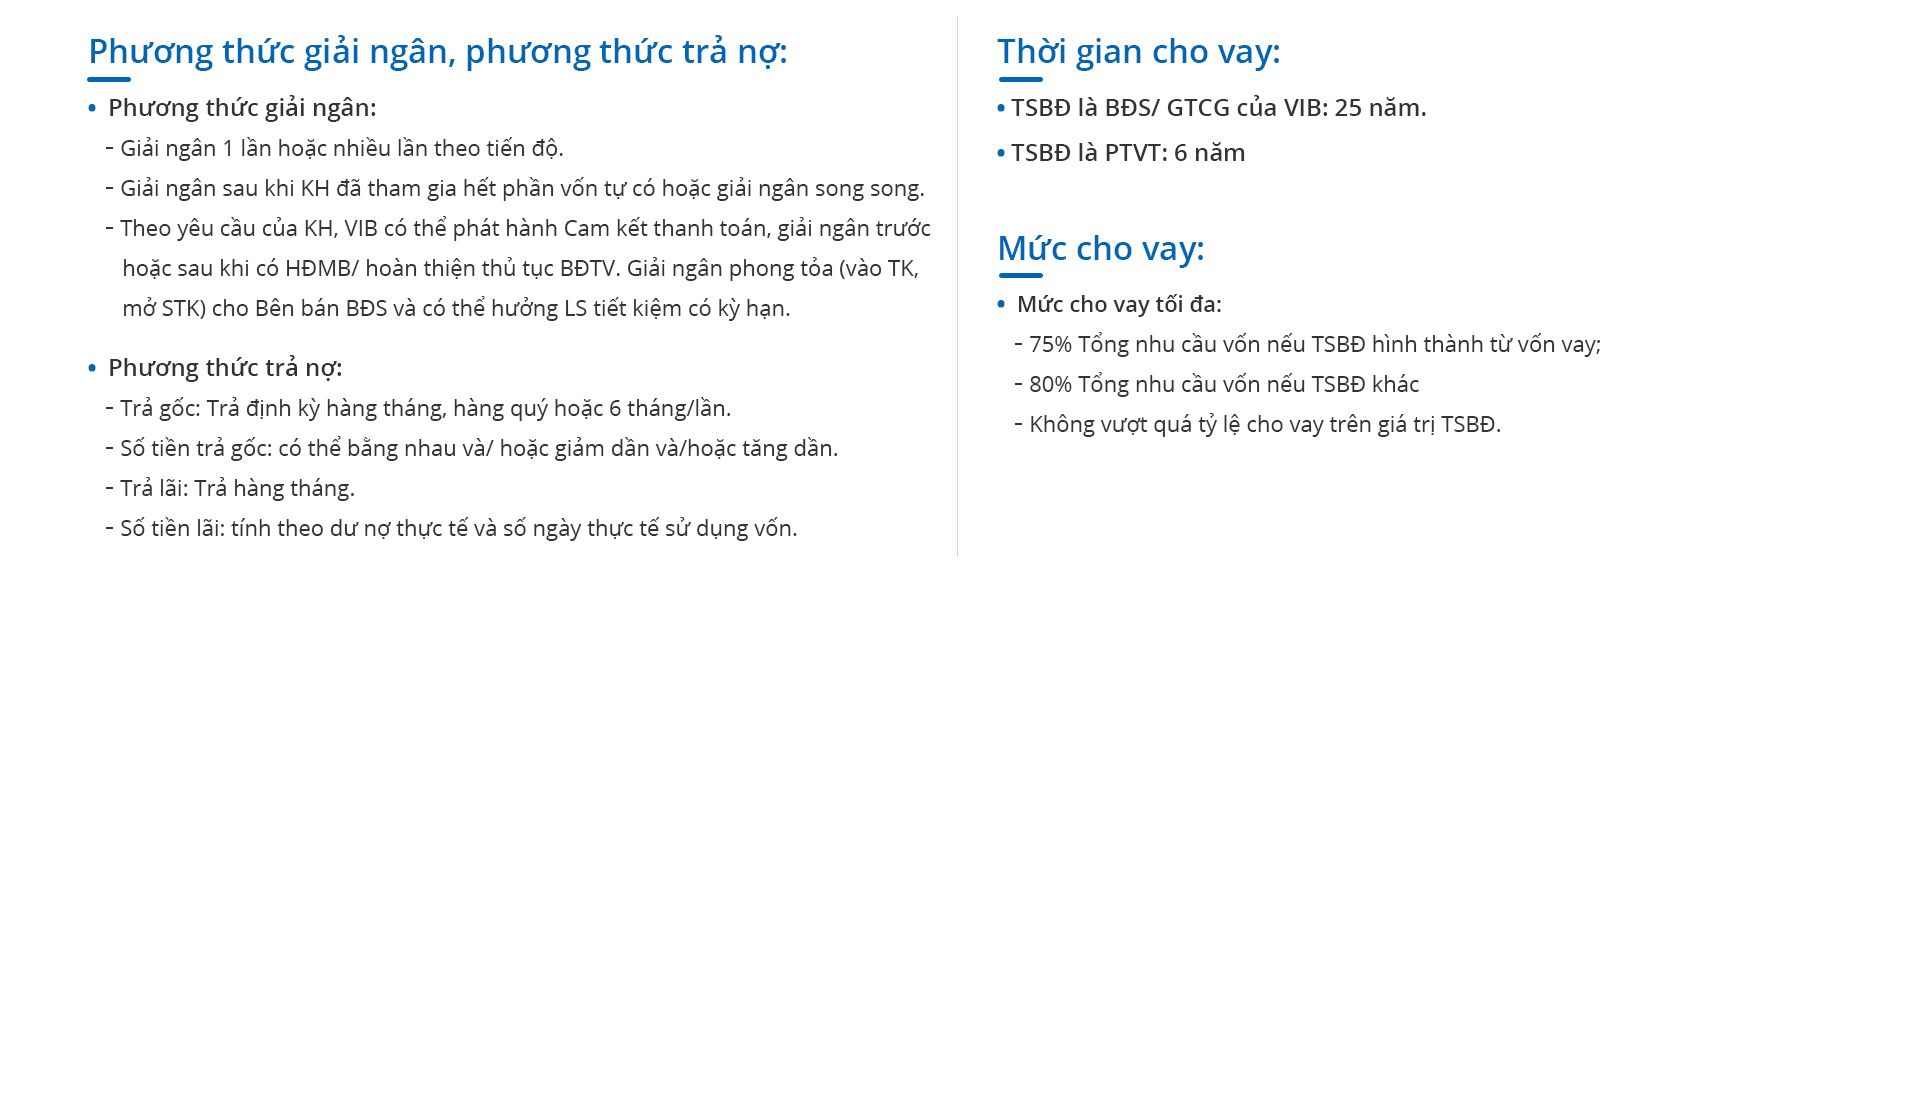 Phương thức giải ngân, phương thức trả nợ:
• Phương thức giải ngân:
- Giải ngân 1 lần hoặc nhiều lần theo tiến độ.
- Giải ngân sau khi KH đã tham gia hết phần vốn tự có hoặc giải ngân song song.
- Theo yêu cầu của KH, VIB có thể phát hành Cam kết thanh toán, giải ngân trước
hoặc sau khi có HĐMB/ hoàn thiện thủ tục BĐTV. Giải ngân phong tỏa (vào TK,
mở STK) cho Bên bán BĐS và có thể hưởng LS tiết kiệm có kỳ hạn.
• Phương thức trả nợ:
- Trả gốc: Trả định kỳ hàng tháng, hàng quý hoặc 6 tháng/lần.
- Số tiền trả gốc: có thể bằng nhau và/ hoặc giảm dần và/hoặc tăng dần.
- Trả lãi: Trả hàng tháng.
- Số tiền lãi: tính theo dư nợ thực tế và số ngày thực tế sử dụng vốn.
Thời gian cho vay:
• TSBĐ là BĐS/ GTCG của VIB: 25 năm.
• TSBĐ là PTVT: 6 năm
Mức cho vay:
• Mức cho vay tối đa:
- 75% Tổng nhu cầu vốn nếu TSBĐ hình thành từ vốn vay;
- 80% Tổng nhu cầu vốn nếu TSBĐ khác
- Không vượt quá tỷ lệ cho vay trên giá trị TSBĐ.